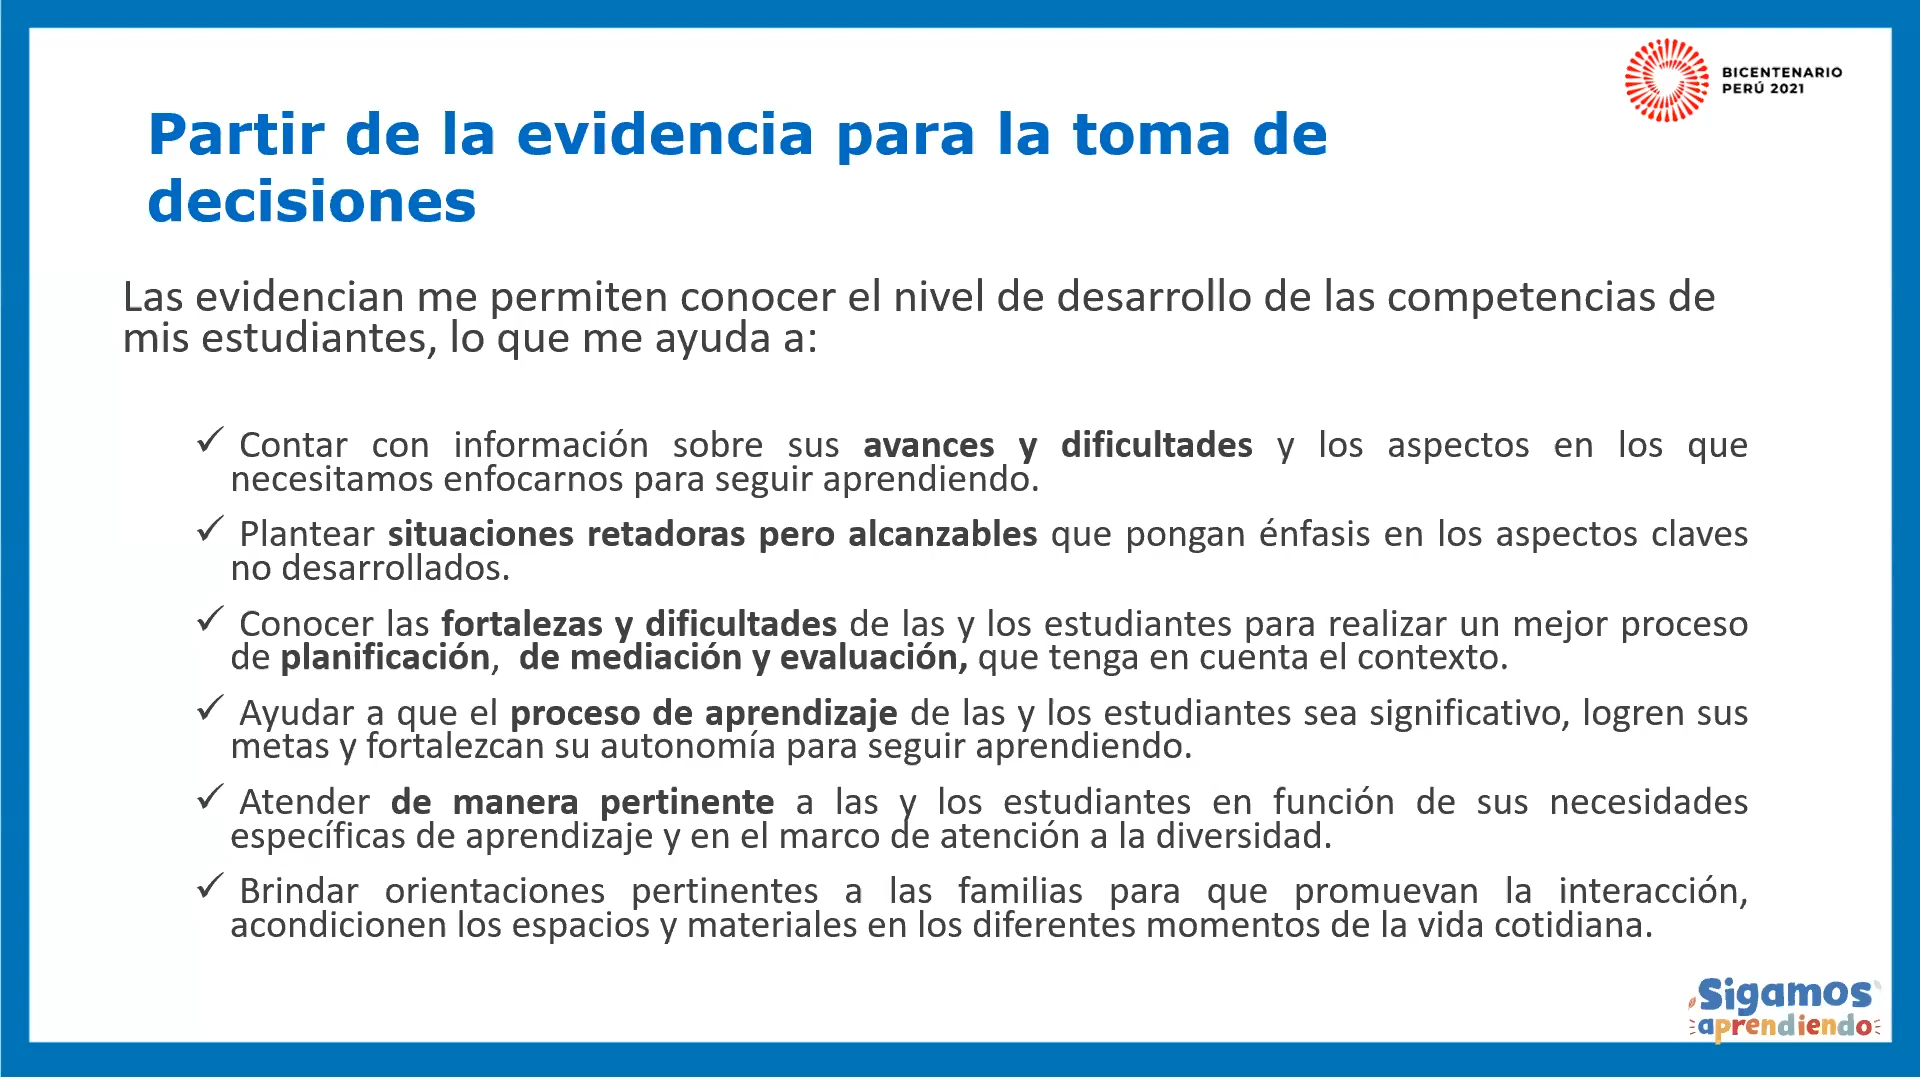 BICENTENARIO
PERÚ 2021
Partir de la evidencia para la toma de
decisiones
Las evidencian me permiten conocer el nivel de desarrollo de las competencias de
mis estudiantes, lo que me ayuda a:
✓ Contar con información sobre sus avances y dificultades y los aspectos en los que
necesitamos enfocarnos para seguir aprendiendo.
✓ Plantear situaciones retadoras pero alcanzables que pongan énfasis en los aspectos claves
no desarrollados.
✓ Conocer las fortalezas y dificultades de las y los estudiantes para realizar un mejor proceso
de planificación, de mediación y evaluación, que tenga en cuenta el contexto.
✓ Ayudar a que el proceso de aprendizaje de las y los estudiantes sea significativo, logren sus
metas y fortalezcan su autonomía para seguir aprendiendo.
✓ Atender de manera pertinente a las y los estudiantes en función de sus necesidades
específicas de aprendizaje y en el marco de atención a la diversidad.
✓ Brindar orientaciones pertinentes a las familias para que promuevan la interacción,
acondicionen los espacios y materiales en los diferentes momentos de la vida cotidiana.
Sigamos
aprendiendo